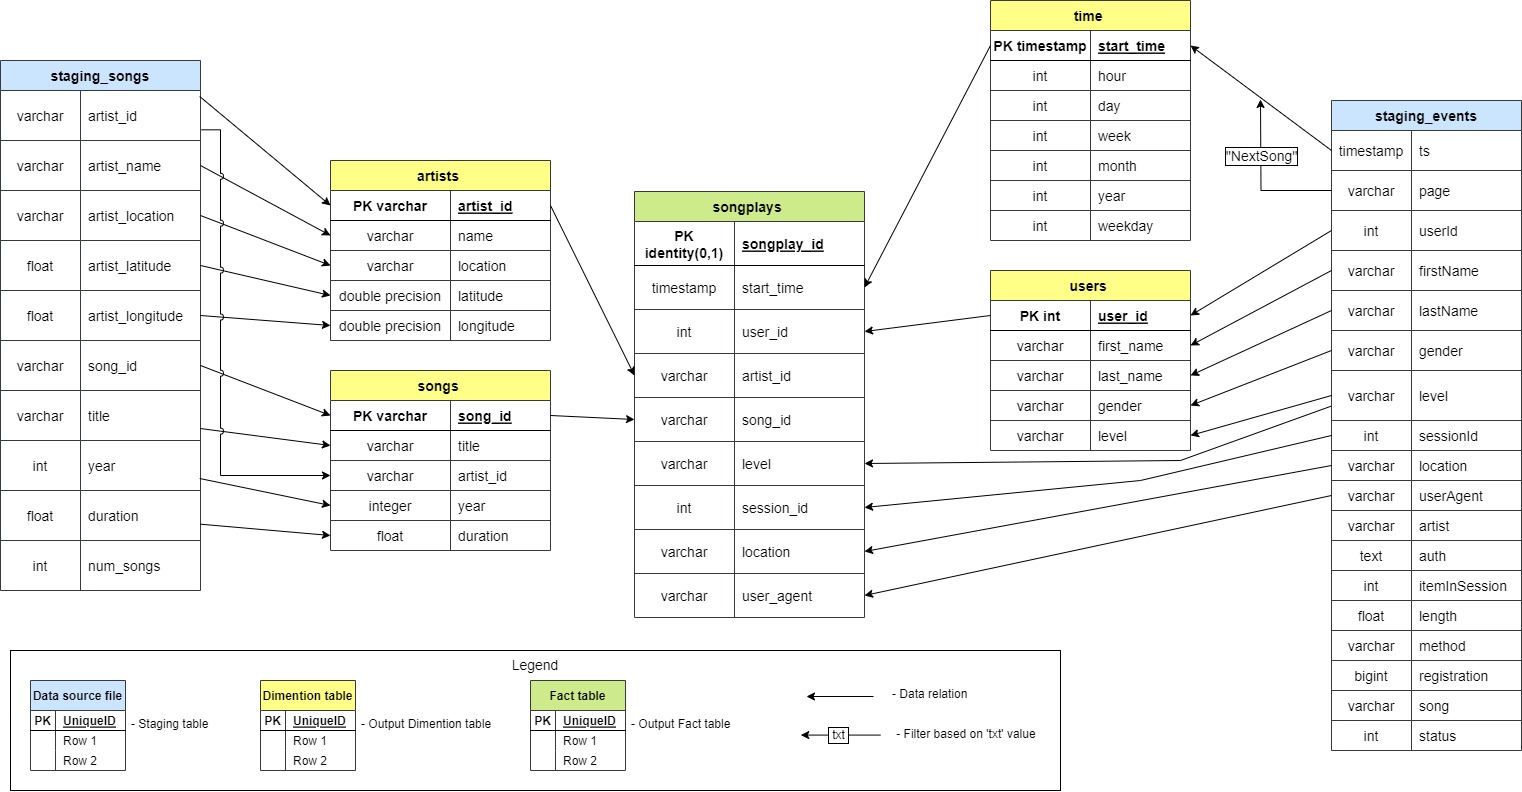 staging_songs
varchar artist_id
varchar artist_name
varchar artist_location
float artist_latitude
float artist_longitude
varchar song_id
varchar title
int year
float duration
int num_songs
artists
PK varchar artist_id
varchar name
varchar location
double precision latitude
double precision longitude
songs
PK varchar song_id
varchar title
varchar artist_id
integer year
float duration
songplays
PK
identity(0,1) songplay_id
timestamp start_time
int user_id
varchar artist_id
varchar song_id
varchar level
int session_id
varchar location
varchar user_agent
time
PK timestamp start_time
int hour
int day
int week
int month
int year
int weekday
users
PK int user_id
varchar first_name
varchar last_name
varchar gender
varchar level
"NextSong"
staging_events
timestamp ts
varchar page
int userId
varchar firstName
varchar lastName
varchar gender
varchar level
int sessionId
varchar location
varchar userAgent
varchar artist
text auth
int itemInSession
float length
varchar method
bigint registration
varchar song
int status
Legend
Data source file
PK UniqueID
Row 1
Row 2
- Staging table
Dimention table
PK UniqueID
Row 1
Row 2
- Output Dimention table
Fact table
PK UniqueID
Row 1
Row 2
- Output Fact table
- Data relation
txt
- Filter based on 'txt' value